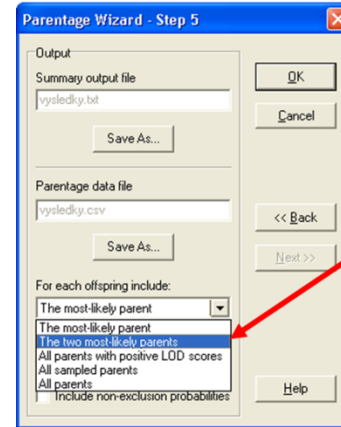 Parentage Wizard - Step 5
Output
Summary output file
vysledky.txt
Save As...
Parentage data file
vysledky.csv
Save As...
For each offspring include:
The most-likely parent
The most-likely parent
The two most-likely parents
All parents with positive LOD scores
All sampled parents
All parents
Include non-exclusion probabilities
OK
Cancel
<< Back
Next >>
Help